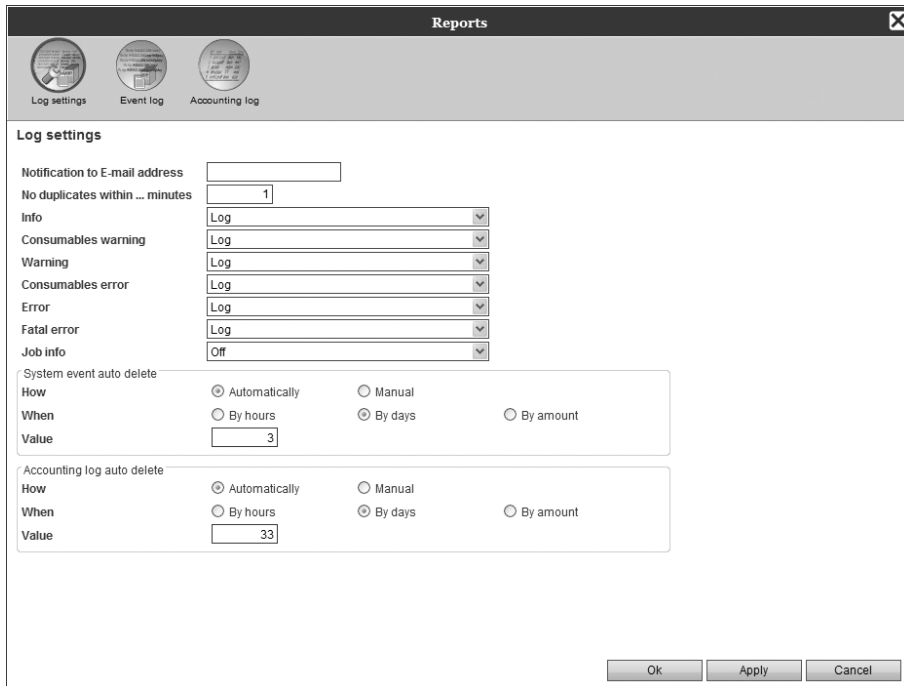 Reports
Log settings Event log Accounting log
Log settings
Notification to E-mail address
No duplicates within ... minutes 1
Info Log
Consumables warning Log
Warning Log
Consumables error Log
Error Log
Fatal error Log
Job info Off
System event auto delete
How Automatically Manual
When By hours By days By amount
Value 3
Accounting log auto delete
How Automatically Manual
When By hours By days By amount
Value 33
Ok Apply Cancel